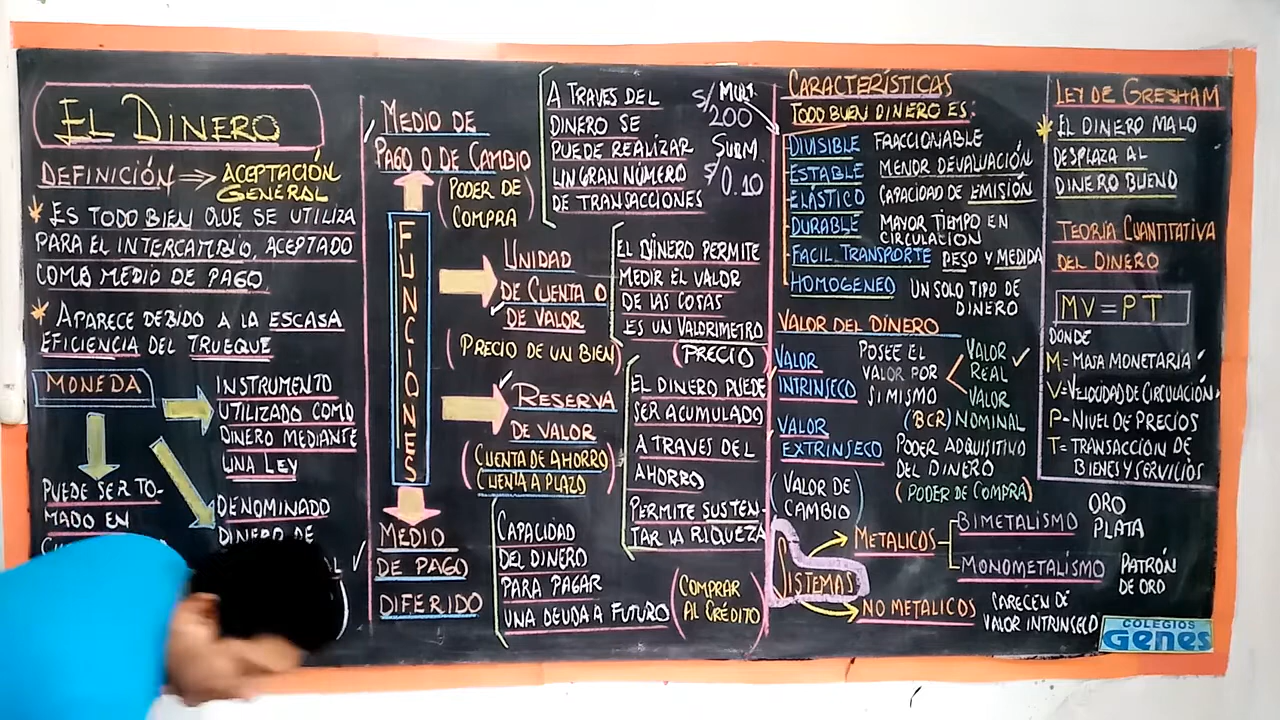 EL DINERO
DEFINICIÓN ⇒ ACEPTACIÓN
GENERAL
* ES TODO BIEN QUE SE UTILIZA
PARA EL INTERCAMBIO, ACEPTADO
COMO MEDIO DE PAGO.
* APARECE DEBIDO A LA ESCASA
EFICIENCIA DEL TRUEQUE
MONEDA
INSTRUMENTO
UTILIZADO COMO
DINERO MEDIANTE
UNA LEY
PUEDE SER TO-
MADO EN
DENOMINADO
DINERO DE
FUNCIONES
MEDIO DE
PAGO O DE CAMBIO
(PODER DE
COMPRA)
A TRAVES DEL
DINERO SE
PUEDE REALIZAR
UN GRAN NÚMERO
DE TRANSACCIONES
MULT.
S/200
SUBM.
S/0.10
UNIDAD
DE CUENTA O
DE VALOR
(PRECIO DE UN BIEN)
EL DINERO PERMITE
MEDIR EL VALOR
DE LAS COSAS
ES UN VALORIMETRO
(PRECIO)
RESERVA
DE VALOR
(CUENTA DE AHORRO
CUENTA A PLAZO)
EL DINERO PUEDE
SER ACUMULADO
A TRAVES DEL
AHORRO
PERMITE SUSTEN-
TAR LA RIQUEZA
MEDIO
DE PAGO
DIFERIDO
CAPACIDAD
DEL DINERO
PARA PAGAR
UNA DEUDA A FUTURO
(COMPRAR
AL CRÉDITO)
CARACTERÍSTICAS
TODO BUEN DINERO ES:
DIVISIBLE FRACCIONABLE
ESTABLE MENOR DEVALUACIÓN
ELÁSTICO CAPACIDAD DE EMISIÓN
DURABLE MAYOR TIEMPO EN
CIRCULACIÓN
FACIL TRANSPORTE PESO Y MEDIDA
HOMOGENEO UN SOLO TIPO DE
DINERO
VALOR DEL DINERO
VALOR
INTRINSECO
POSEE EL
VALOR POR
SI MISMO
VALOR
REAL
VALOR
(BCR) NOMINAL
VALOR
EXTRINSECO
(VALOR DE
CAMBIO)
PODER ADQUISITIVO
DEL DINERO
(PODER DE COMPRA)
SISTEMAS
METALICOS
BIMETALISMO ORO
PLATA
MONOMETALISMO PATRÓN
DE ORO
NO METALICOS CARECEN DE
VALOR INTRINSECO
LEY DE GRESHAM
* EL DINERO MALO
DESPLAZA AL
DINERO BUENO
TEORÍA CUANTITATIVA
DEL DINERO
MV = PT
DONDE
M= MASA MONETARIA
V=VELOCIDAD DE CIRCULACIÓN
P=NIVEL DE PRECIOS
T= TRANSACCIÓN DE
BIENES Y SERVICIOS
COLEGIOS
GENES